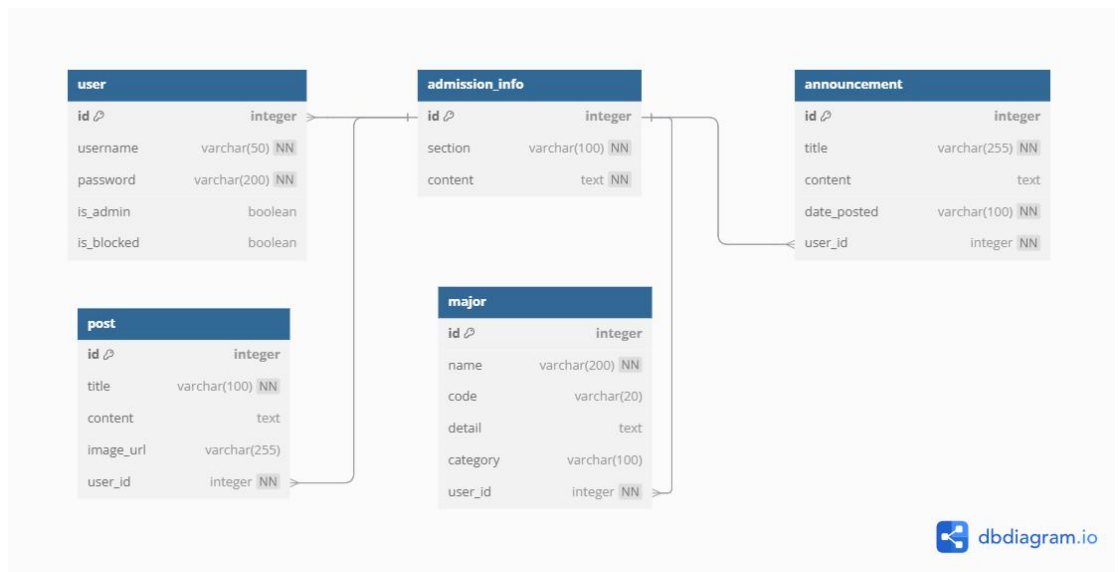 user
id integer
username varchar(50) NN
password varchar(200) NN
is_admin boolean
is_blocked boolean
admission_info
id integer
section varchar(100) NN
content text NN
announcement
id integer
title varchar(255) NN
content text
date_posted varchar(100) NN
user_id integer NN
post
id integer
title varchar(100) NN
content text
image_url varchar(255)
user_id integer NN
major
id integer
name varchar(200) NN
code varchar(20)
detail text
category varchar(100)
user_id integer NN
dbdiagram.io